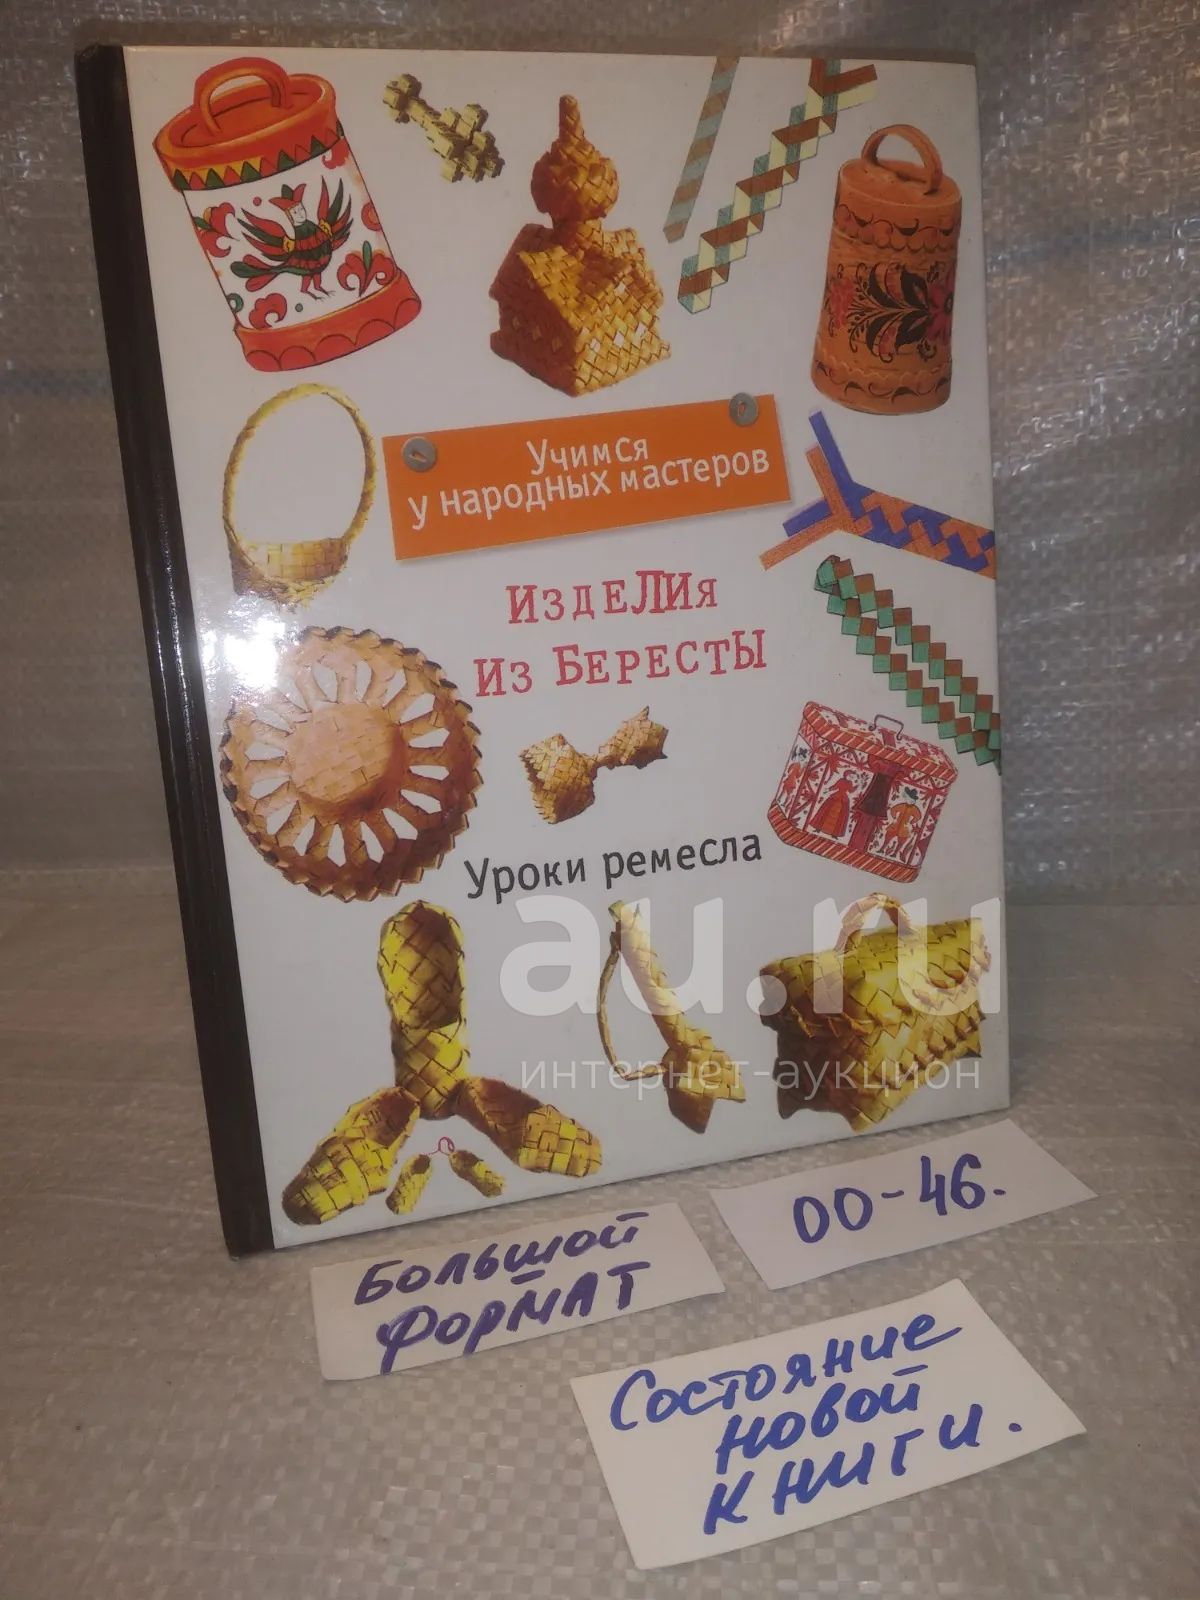 Учимся
у народных мастеров
Изделия
из Бересты
Уроки ремесла
au.ru
интернет-аукцион
Большой
формат
00-46.
Состояние
новой
книги.